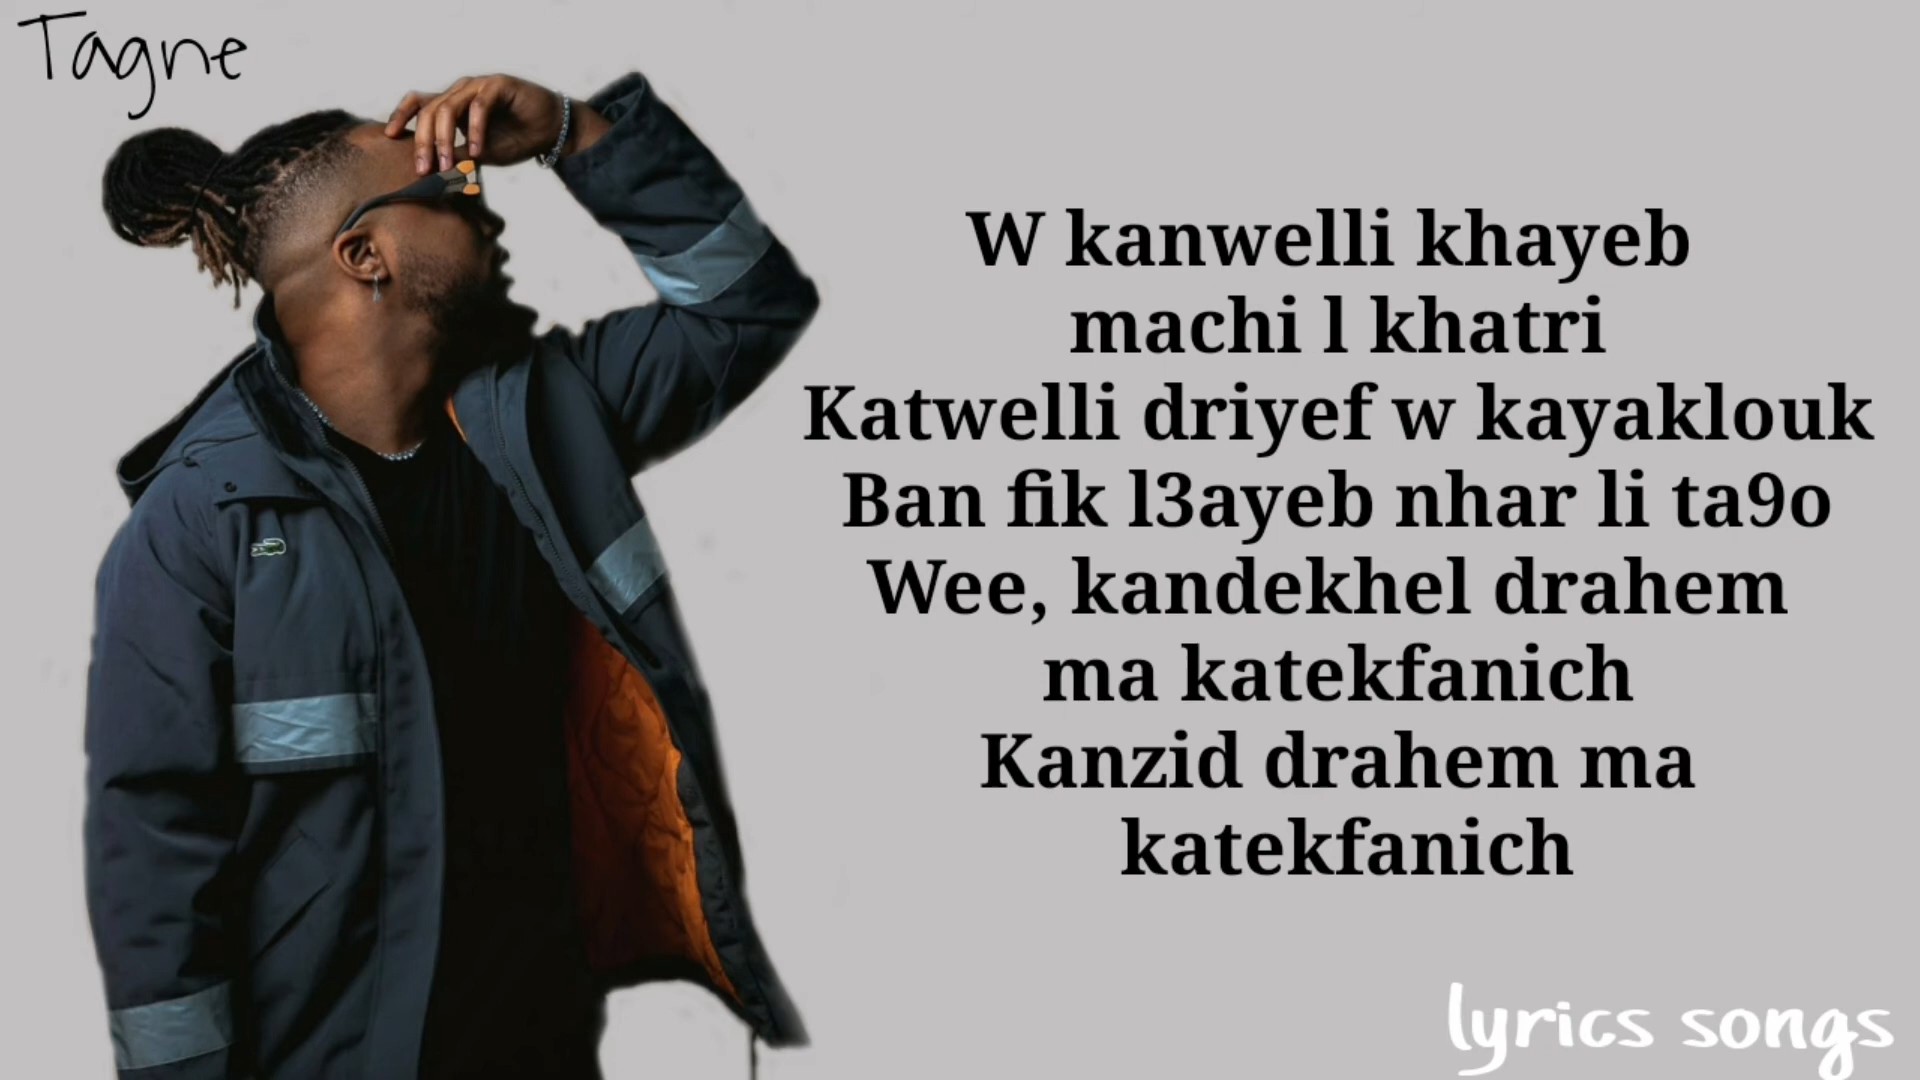 Tagne
W kanwelli khayeb
machi l khatri
Katwelli driyef w kayaklouk
Ban fik l3ayeb nhar li ta9o
Wee, kandekhel drahem
ma katekfanich
Kanzid drahem ma
katekfanich
lyrics songs